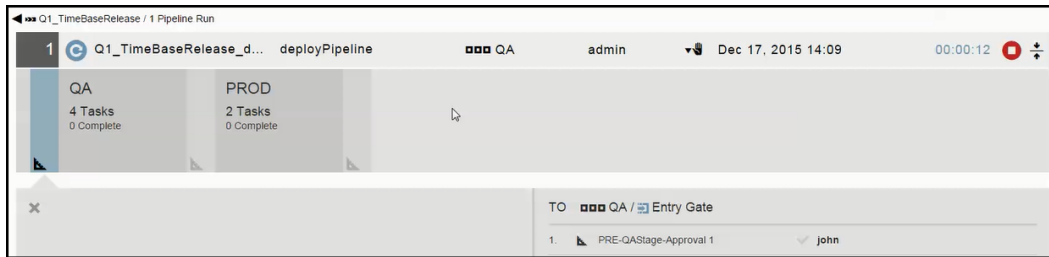 Q1_TimeBaseRelease / 1 Pipeline Run
1 Q1_TimeBaseRelease_d... deployPipeline QA admin Dec 17, 2015 14:09 00:00:12
QA PROD
4 Tasks 2 Tasks
0 Complete 0 Complete
TO QA / Entry Gate
1. PRE-QAStage-Approval 1 john